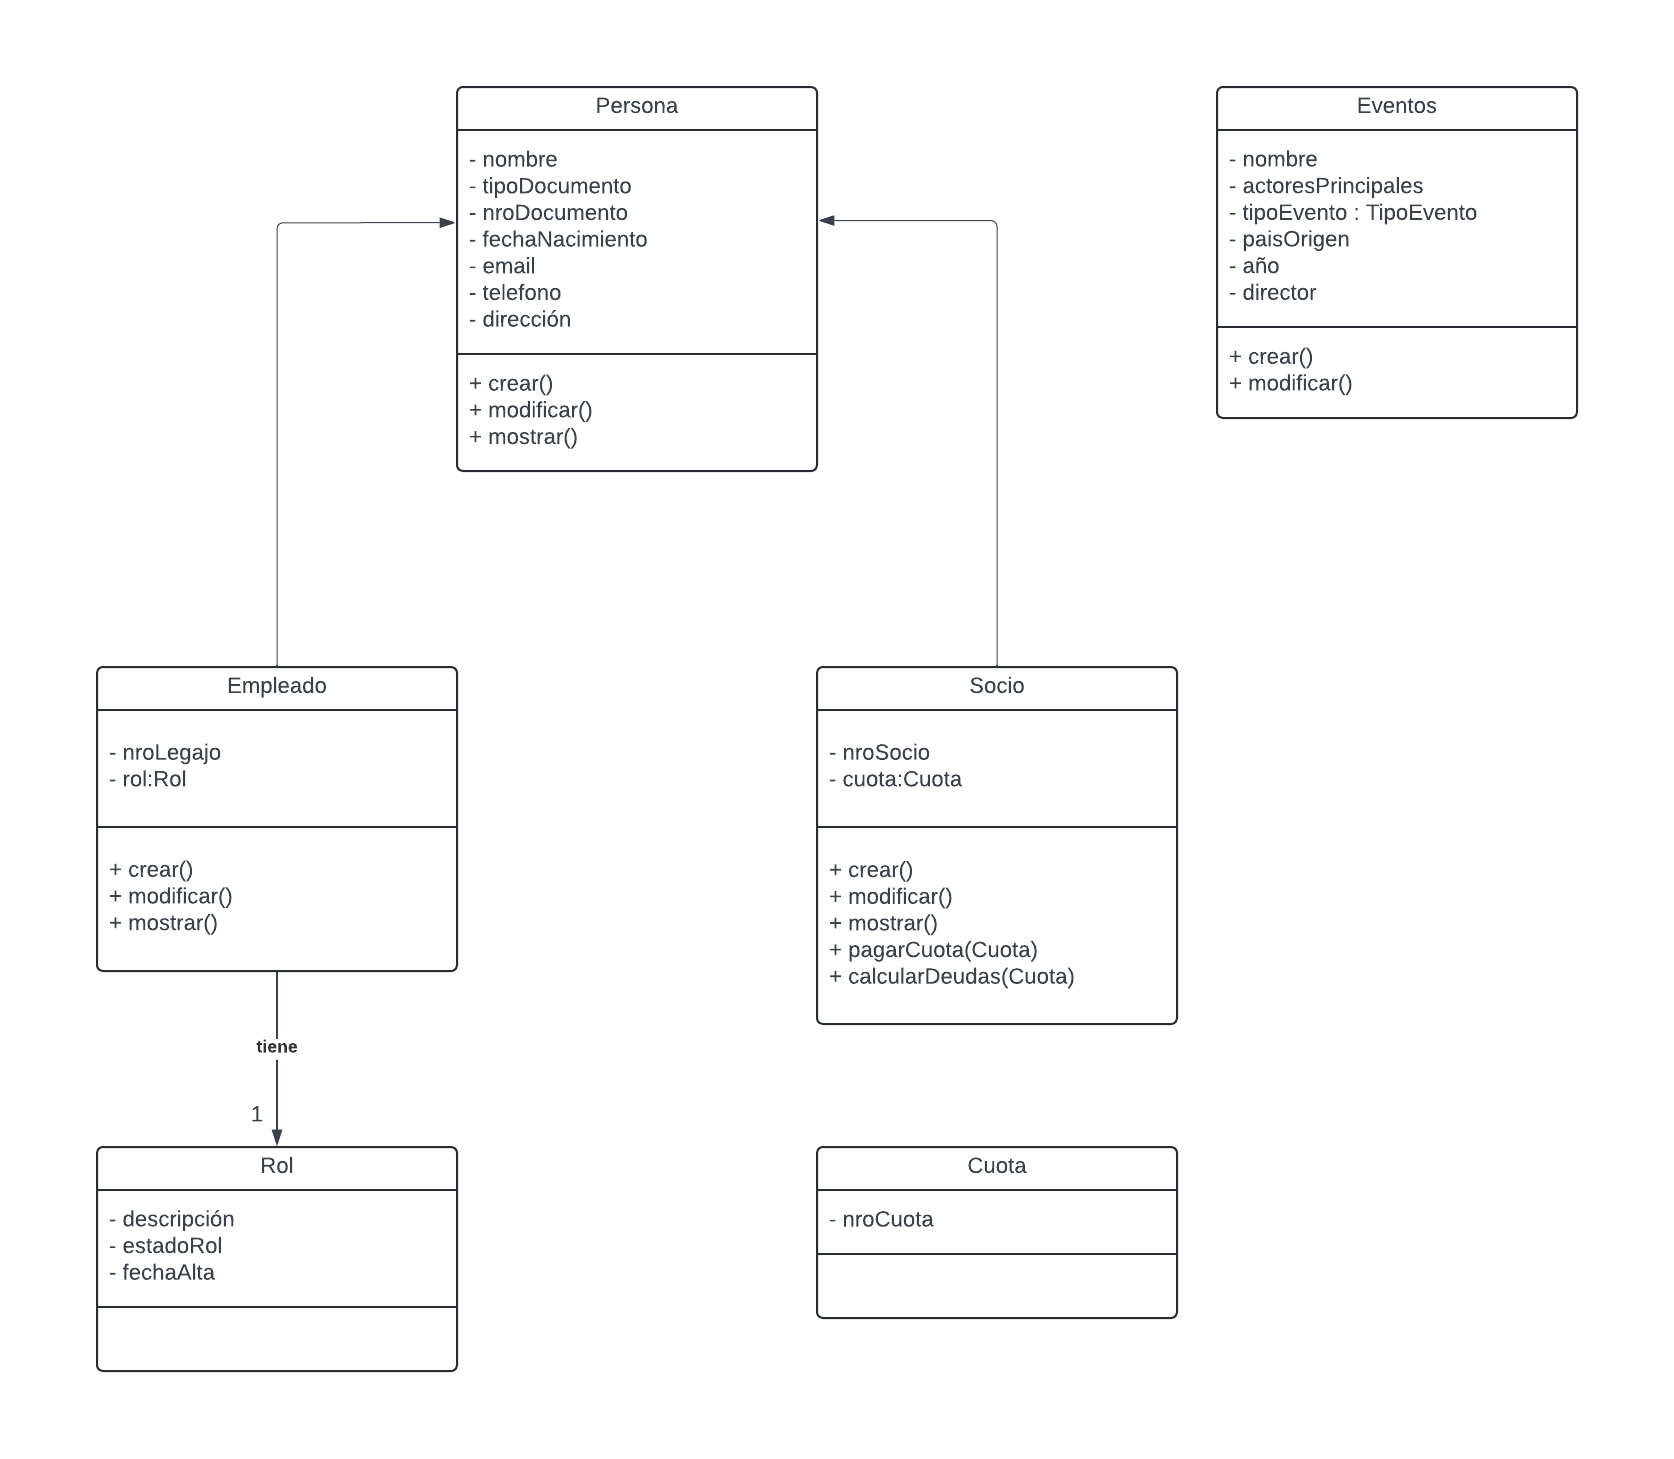 Persona
- nombre
- tipoDocumento
- nroDocumento
- fechaNacimiento
- email
- telefono
- dirección
+ crear()
+ modificar()
+ mostrar()
Eventos
- nombre
- actoresPrincipales
- tipoEvento : TipoEvento
- paisOrigen
- año
- director
+ crear()
+ modificar()
Empleado
- nroLegajo
- rol:Rol
+ crear()
+ modificar()
+ mostrar()
Socio
- nroSocio
- cuota:Cuota
+ crear()
+ modificar()
+ mostrar()
+ pagarCuota(Cuota)
+ calcularDeudas(Cuota)
tiene
1
Rol
- descripción
- estadoRol
- fechaAlta
Cuota
- nroCuota